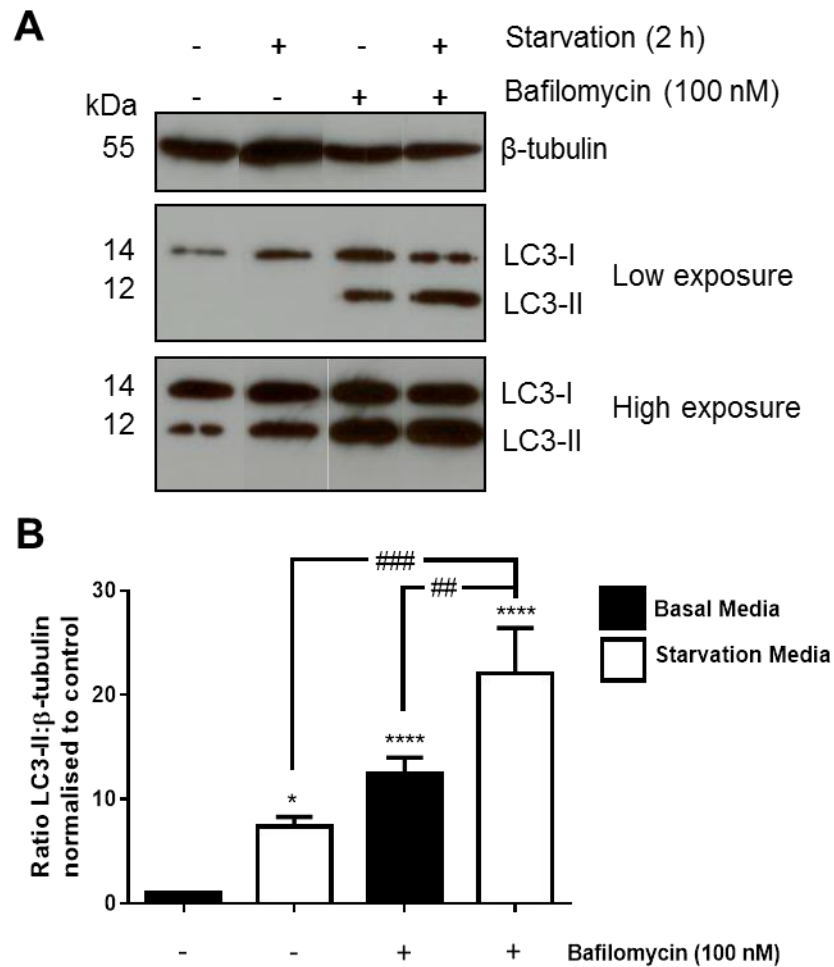 A
- + - + Starvation (2 h)
kDa - - + + Bafilomycin (100 nM)
55 β-tubulin
14 LC3-I
12 LC3-II
Low exposure
14 LC3-I
12 LC3-II
High exposure
B
Ratio LC3-II:β-tubulin
normalised to control
30
20
10
0
###
##
****
****
*
Basal Media
Starvation Media
- - + + Bafilomycin (100 nM)